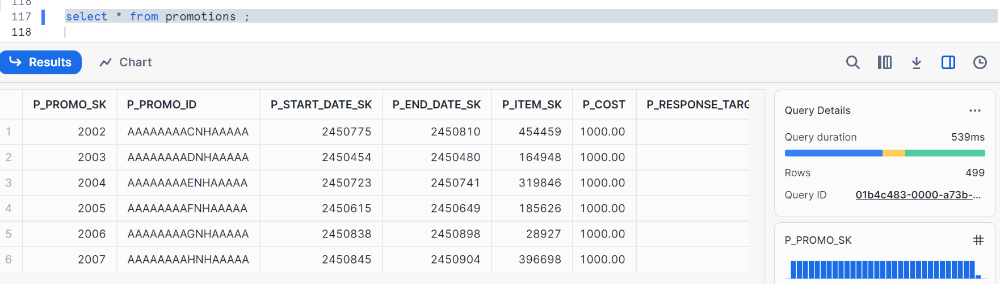 116
117 select * from promotions ;
118
Results Chart
P_PROMO_SK P_PROMO_ID P_START_DATE_SK P_END_DATE_SK P_ITEM_SK P_COST P_RESPONSE_TARG
1 2002 AAAAAAAACNHAAAAA 2450775 2450810 454459 1000.00
2 2003 AAAAAAAADNHAAAAA 2450454 2450480 164948 1000.00
3 2004 AAAAAAAAENHAAAAA 2450723 2450741 319846 1000.00
4 2005 AAAAAAAAFNHAAAAA 2450615 2450649 185626 1000.00
5 2006 AAAAAAAAGNHAAAAA 2450838 2450898 28927 1000.00
6 2007 AAAAAAAAHNHAAAAA 2450845 2450904 396698 1000.00
Query Details ...
Query duration 539ms
Rows 499
Query ID 01b4c483-0000-a73b-...
P_PROMO_SK #